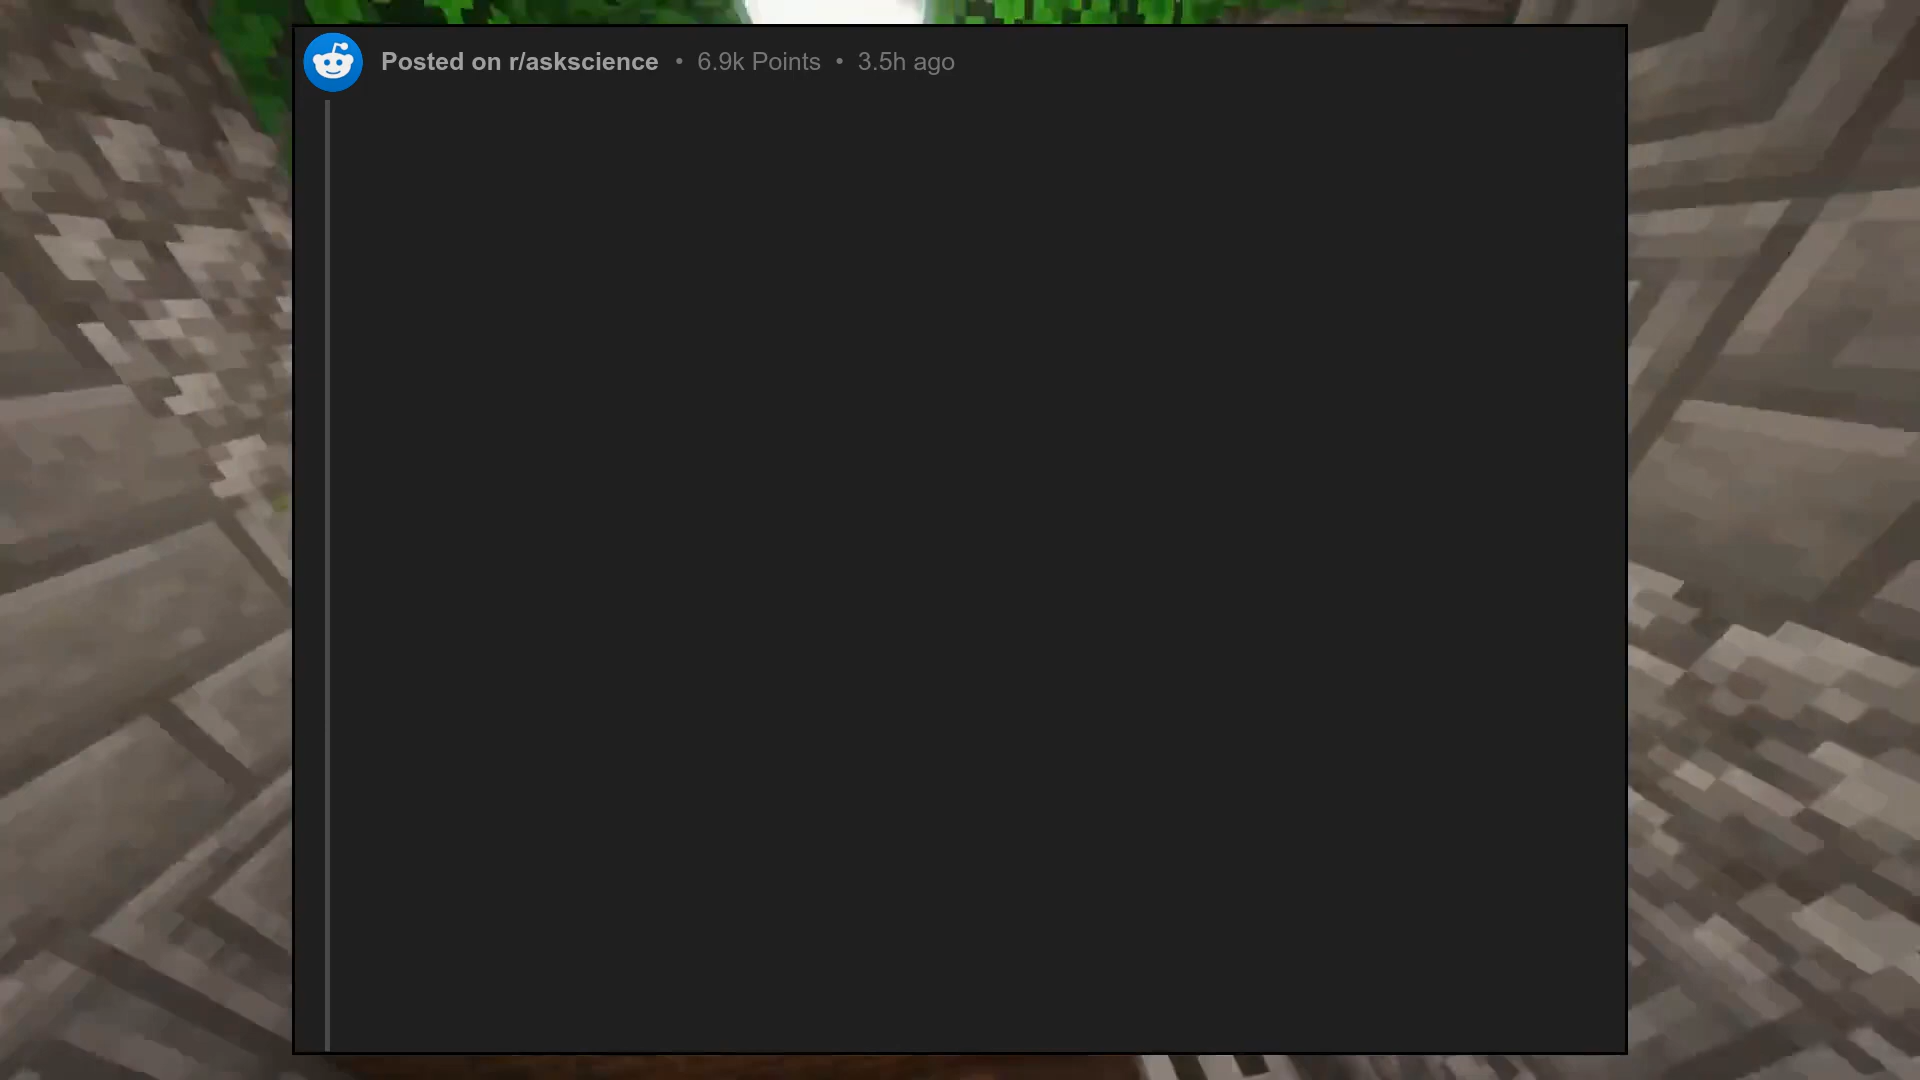 Posted on r/askscience • 6.9k Points • 3.5h ago